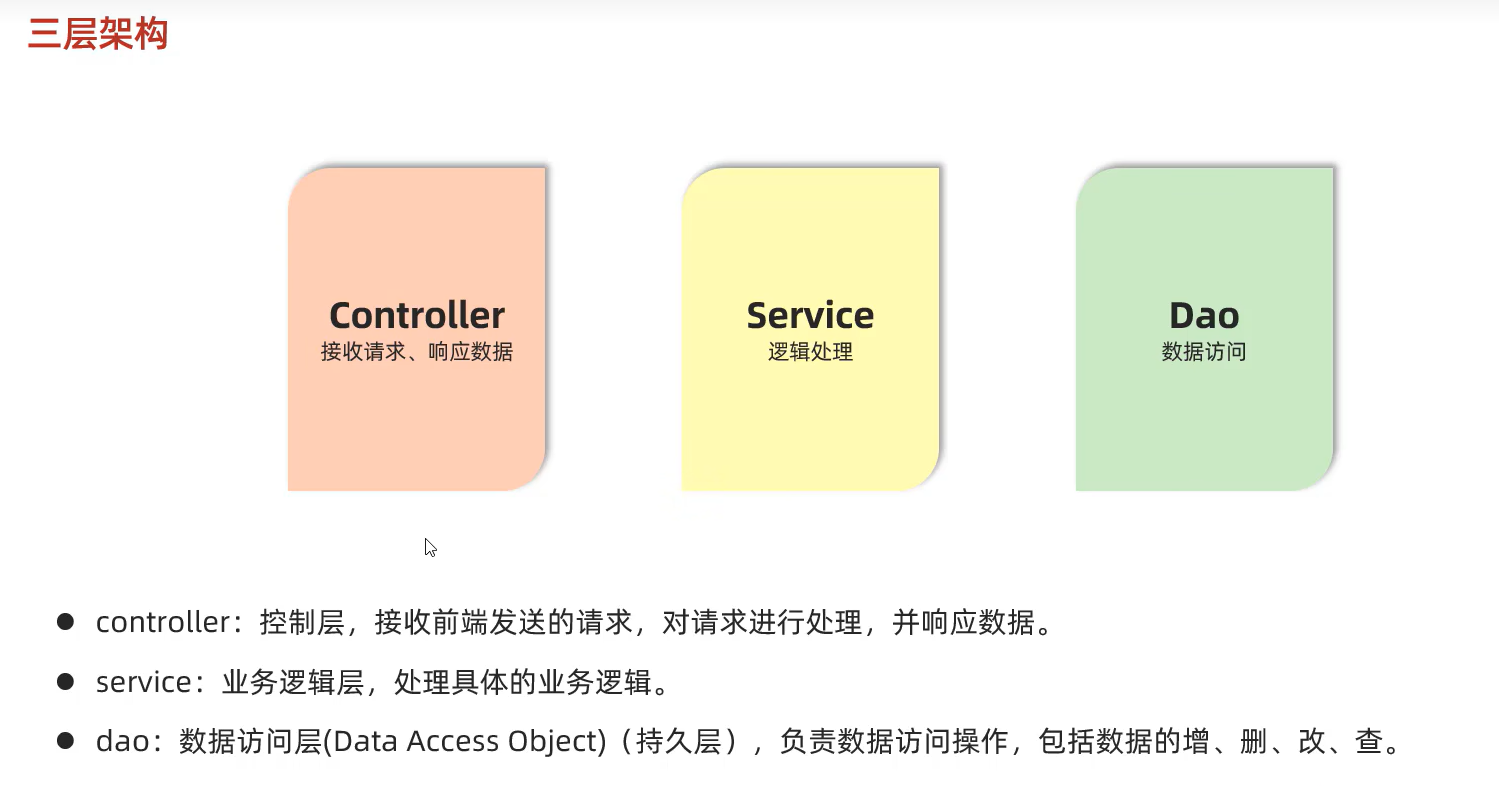 三层架构
Controller
接收请求、响应数据
Service
逻辑处理
Dao
数据访问
controller：控制层，接收前端发送的请求，对请求进行处理，并响应数据。
service：业务逻辑层，处理具体的业务逻辑。
dao：数据访问层(Data Access Object)（持久层），负责数据访问操作，包括数据的增、删、改、查。